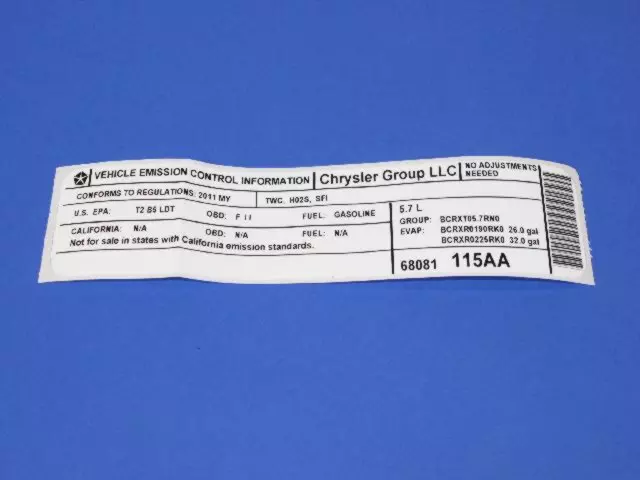 VEHICLE EMISSION CONTROL INFORMATION Chrysler Group LLC NO ADJUSTMENTS NEEDED
CONFORMS TO REGULATIONS: 2011 MY TWC, HO2S, SFI
U.S. EPA: T2 B5 LDT OBD: F II FUEL: GASOLINE
CALIFORNIA: N/A OBD: N/A FUEL: N/A
Not for sale in states with California emission standards.
5.7 L
GROUP: BCRXT05.7RN0
EVAP: BCRXR0190RK0 26.0 gal
BCRXR0225RK0 32.0 gal
68081 115AA